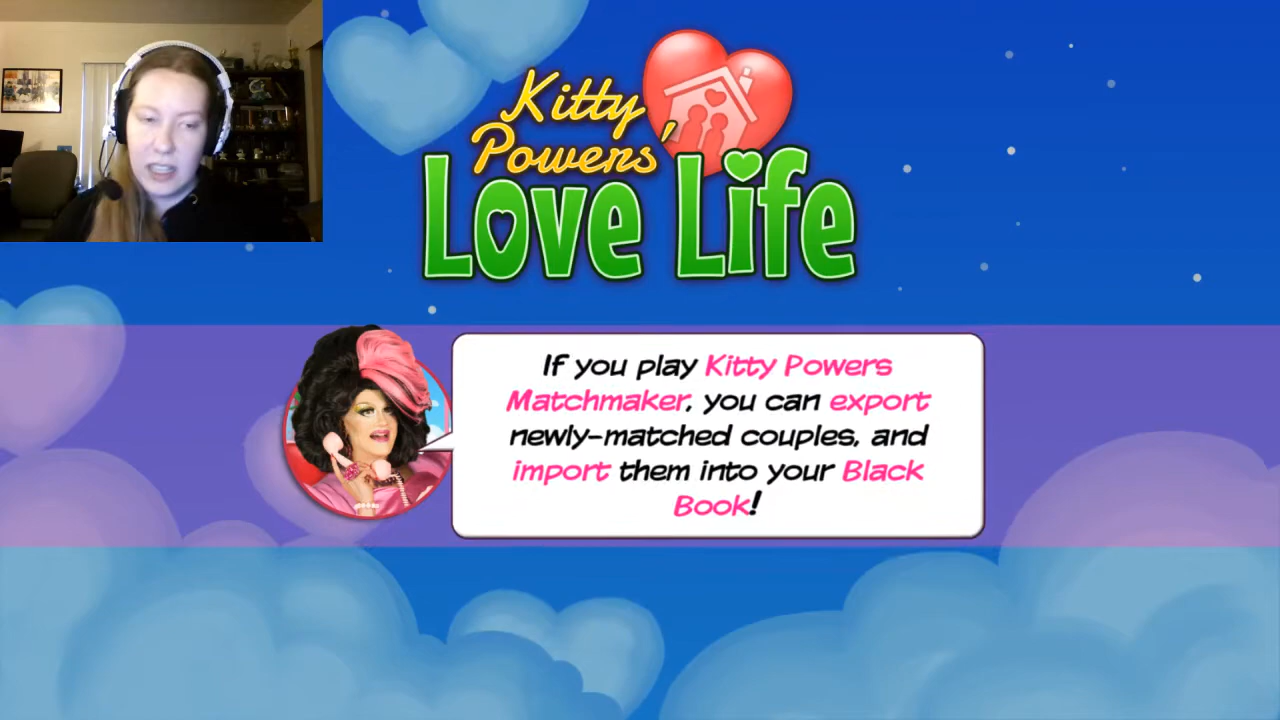 Kitty
Powers'
Love Life
If you play Kitty Powers
Matchmaker, you can export
newly-matched couples, and
import them into your Black
Book!